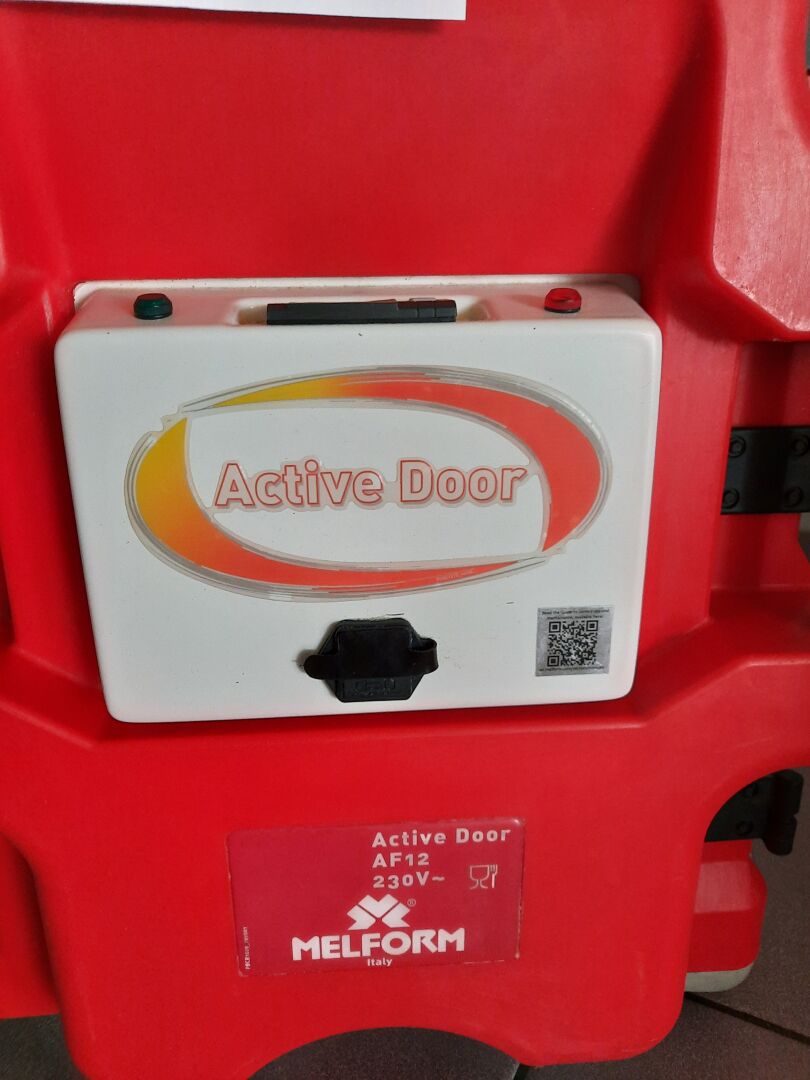 Active Door
Active Door
AF12
230V~
®
MELFORM
Italy